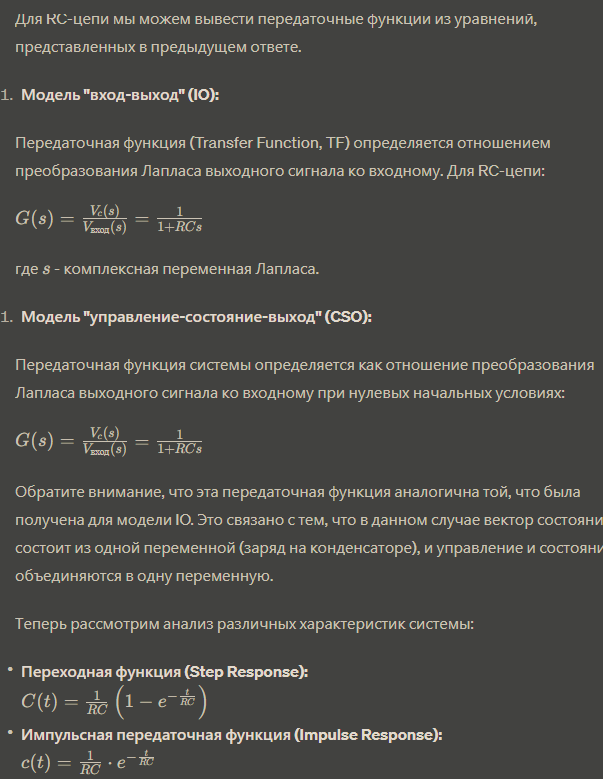 Для RC-цепи мы можем вывести передаточные функции из уравнений,
представленных в предыдущем ответе.
1. Модель "вход-выход" (IO):
Передаточная функция (Transfer Function, TF) определяется отношением
преобразования Лапласа выходного сигнала ко входному. Для RC-цепи:
G(s) = \frac{V_c(s)}{V_{вход}(s)} = \frac{1}{1+RCs}
где s - комплексная переменная Лапласа.
1. Модель "управление-состояние-выход" (CSO):
Передаточная функция системы определяется как отношение преобразования
Лапласа выходного сигнала ко входному при нулевых начальных условиях:
G(s) = \frac{V_c(s)}{V_{вход}(s)} = \frac{1}{1+RCs}
Обратите внимание, что эта передаточная функция аналогична той, что была
получена для модели IO. Это связано с тем, что в данном случае вектор состояни
состоит из одной переменной (заряд на конденсаторе), и управление и состояни
объединяются в одну переменную.
Теперь рассмотрим анализ различных характеристик системы:
• Переходная функция (Step Response):
C(t) = \frac{1}{RC} \left(1 - e^{-\frac{t}{RC}}\right)
• Импульсная передаточная функция (Impulse Response):
c(t) = \frac{1}{RC} \cdot e^{-\frac{t}{RC}}